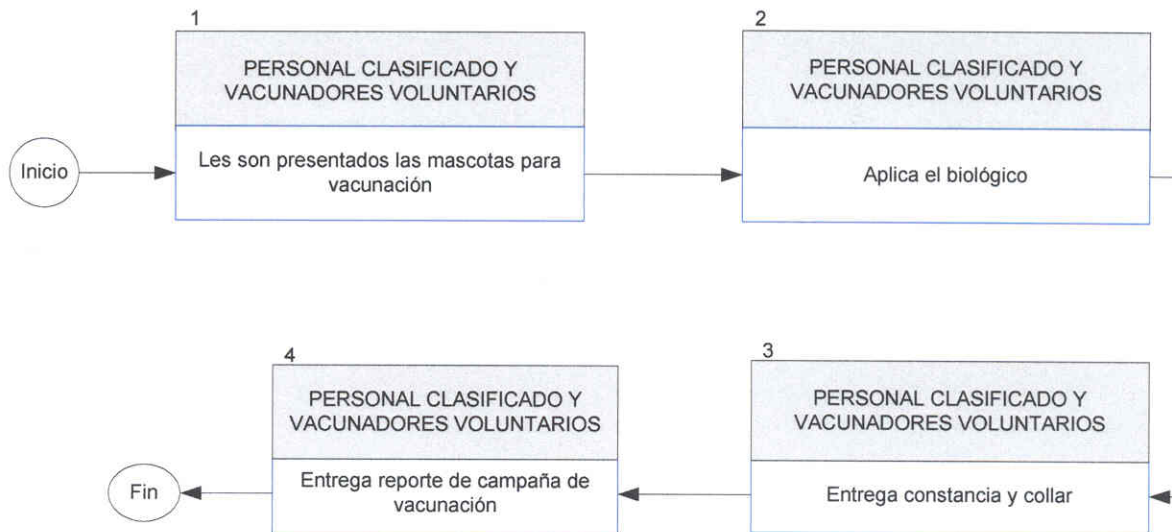 1
PERSONAL CLASIFICADO Y
VACUNADORES VOLUNTARIOS
Les son presentados las mascotas para
vacunación
Inicio
2
PERSONAL CLASIFICADO Y
VACUNADORES VOLUNTARIOS
Aplica el biológico
3
PERSONAL CLASIFICADO Y
VACUNADORES VOLUNTARIOS
Entrega constancia y collar
4
PERSONAL CLASIFICADO Y
VACUNADORES VOLUNTARIOS
Entrega reporte de campaña de
vacunación
Fin